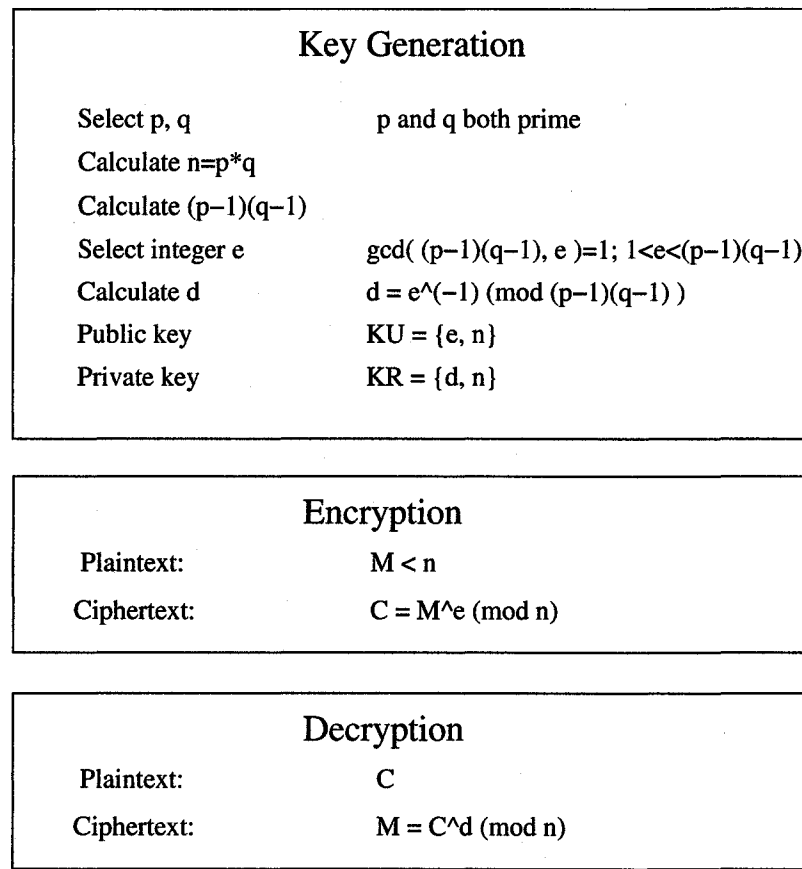 Key Generation
Select p, q p and q both prime
Calculate n=p*q
Calculate (p−1)(q−1)
Select integer e gcd( (p−1)(q−1), e )=1; 1<e<(p−1)(q−1)
Calculate d d = e^(−1) (mod (p−1)(q−1) )
Public key KU = {e, n}
Private key KR = {d, n}
Encryption
Plaintext: M < n
Ciphertext: C = M^e (mod n)
Decryption
Plaintext: C
Ciphertext: M = C^d (mod n)